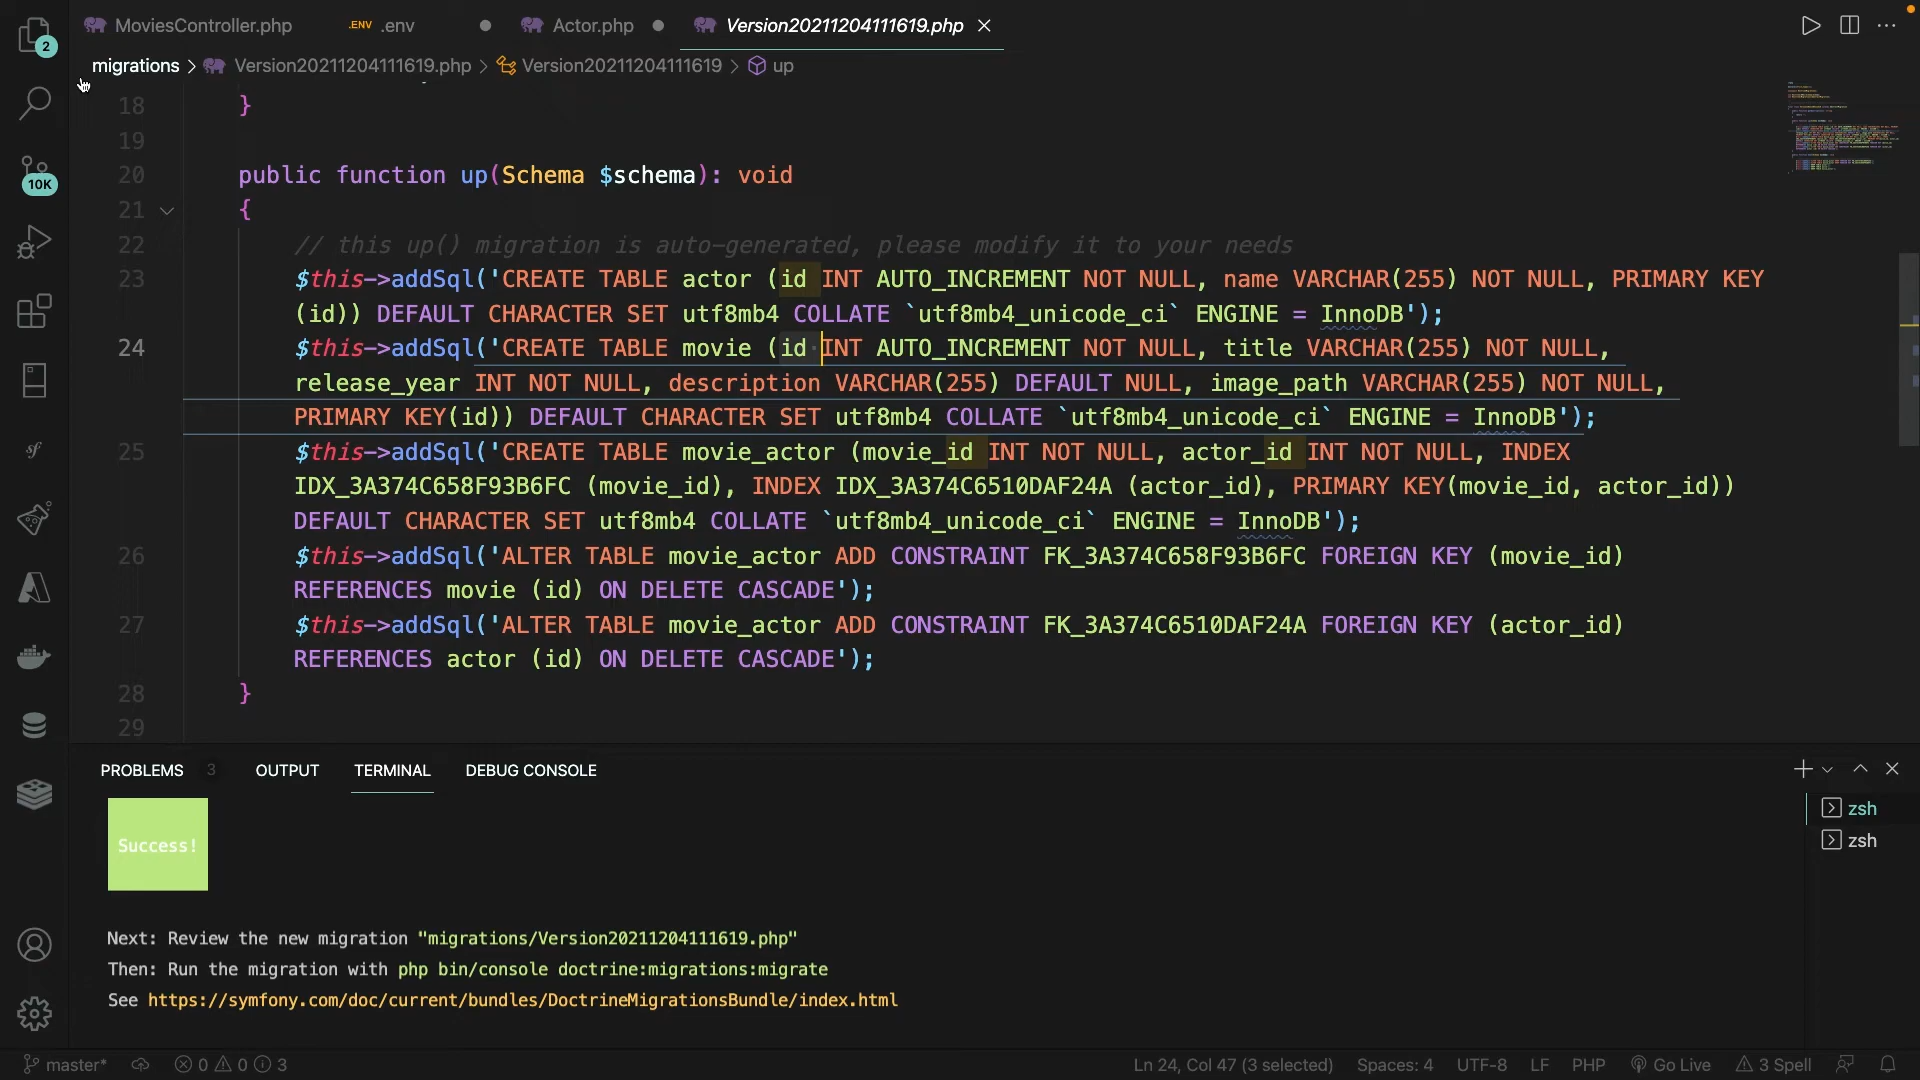 MoviesController.php
.ENV .env
Actor.php
Version20211204111619.php
2
migrations > Version20211204111619.php > Version20211204111619 > up
18 }
19
20 public function up(Schema $schema): void
10K
21 {
22 // this up() migration is auto-generated, please modify it to your needs
23 $this->addSql('CREATE TABLE actor (id INT AUTO_INCREMENT NOT NULL, name VARCHAR(255) NOT NULL, PRIMARY KEY
(id)) DEFAULT CHARACTER SET utf8mb4 COLLATE `utf8mb4_unicode_ci` ENGINE = InnoDB');
24 $this->addSql('CREATE TABLE movie (id INT AUTO_INCREMENT NOT NULL, title VARCHAR(255) NOT NULL,
release_year INT NOT NULL, description VARCHAR(255) DEFAULT NULL, image_path VARCHAR(255) NOT NULL,
PRIMARY KEY(id)) DEFAULT CHARACTER SET utf8mb4 COLLATE `utf8mb4_unicode_ci` ENGINE = InnoDB');
25 $this->addSql('CREATE TABLE movie_actor (movie_id INT NOT NULL, actor_id INT NOT NULL, INDEX
IDX_3A374C658F93B6FC (movie_id), INDEX IDX_3A374C6510DAF24A (actor_id), PRIMARY KEY(movie_id, actor_id))
DEFAULT CHARACTER SET utf8mb4 COLLATE `utf8mb4_unicode_ci` ENGINE = InnoDB');
26 $this->addSql('ALTER TABLE movie_actor ADD CONSTRAINT FK_3A374C658F93B6FC FOREIGN KEY (movie_id)
REFERENCES movie (id) ON DELETE CASCADE');
27 $this->addSql('ALTER TABLE movie_actor ADD CONSTRAINT FK_3A374C6510DAF24A FOREIGN KEY (actor_id)
REFERENCES actor (id) ON DELETE CASCADE');
28 }
29
PROBLEMS 3 OUTPUT TERMINAL DEBUG CONSOLE
zsh
zsh
Success!
Next: Review the new migration "migrations/Version20211204111619.php"
Then: Run the migration with php bin/console doctrine:migrations:migrate
See https://symfony.com/doc/current/bundles/DoctrineMigrationsBundle/index.html
master* 0 0 3 Ln 24, Col 47 (3 selected) Spaces: 4 UTF-8 LF PHP Go Live 3 Spell